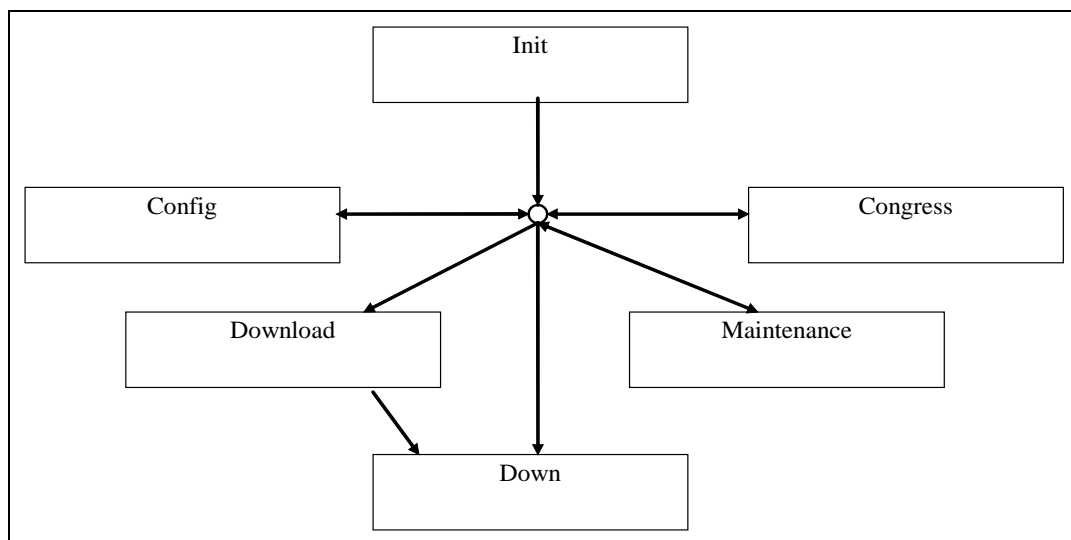 Init
Config
Congress
Download
Maintenance
Down